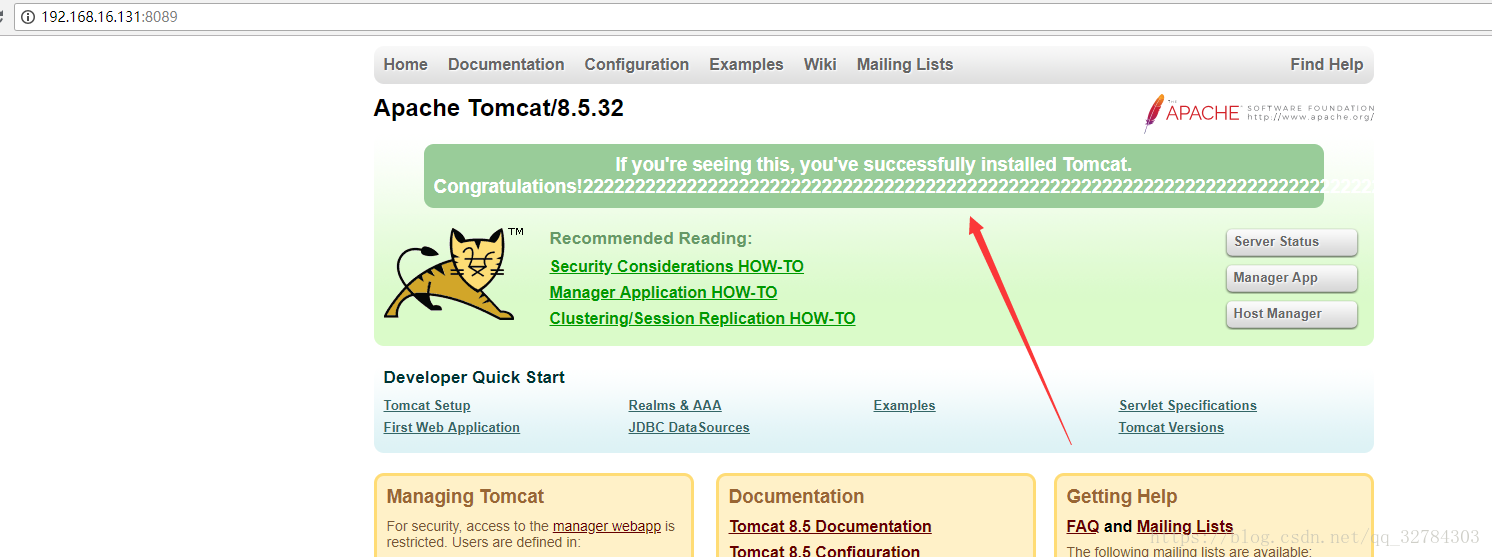 192.168.16.131:8089
Home Documentation Configuration Examples Wiki Mailing Lists Find Help
Apache Tomcat/8.5.32
THE
APACHE SOFTWARE FOUNDATION
http://www.apache.org/
If you're seeing this, you've successfully installed Tomcat.
Congratulations!2222222222222222222222222222222222222222222222222222222222222222222222222222
TM
Recommended Reading:
Security Considerations HOW-TO
Manager Application HOW-TO
Clustering/Session Replication HOW-TO
Server Status
Manager App
Host Manager
Developer Quick Start
Tomcat Setup Realms & AAA Examples Servlet Specifications
First Web Application JDBC DataSources Tomcat Versions
Managing Tomcat
For security, access to the manager webapp is
restricted. Users are defined in:
Documentation
Tomcat 8.5 Documentation
Tomcat 8.5 Configuration
Getting Help
FAQ and Mailing Lists
The following mailing lists are available:
https://blog.csdn.net/qq_32784303